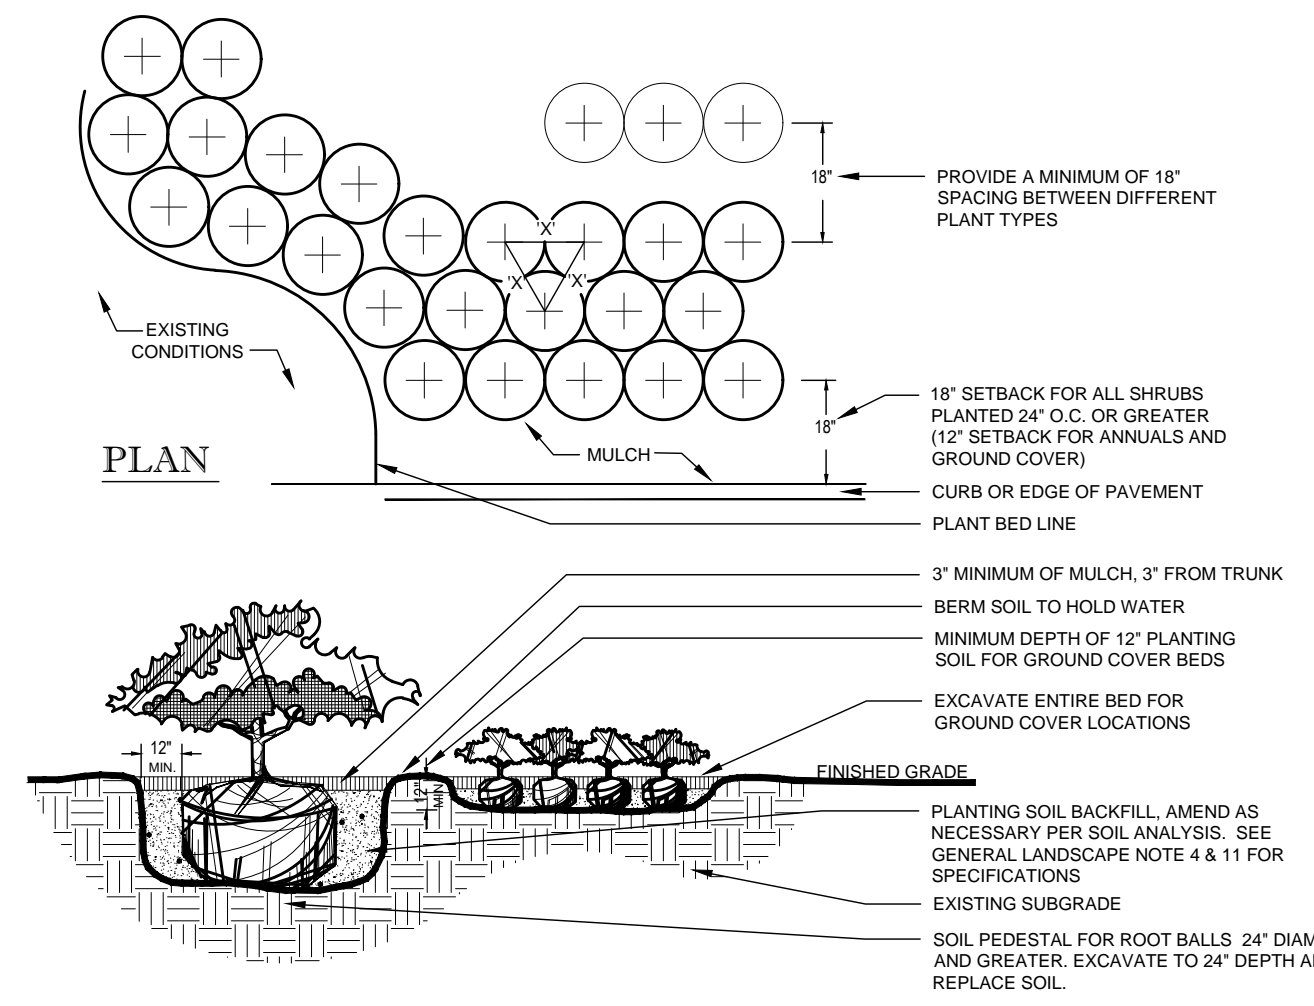 18"
PROVIDE A MINIMUM OF 18"
SPACING BETWEEN DIFFERENT
PLANT TYPES
'X'
'X'
'X'
EXISTING
CONDITIONS
18" SETBACK FOR ALL SHRUBS
PLANTED 24" O.C. OR GREATER
(12" SETBACK FOR ANNUALS AND
GROUND COVER)
18"
MULCH
PLAN
CURB OR EDGE OF PAVEMENT
PLANT BED LINE
3" MINIMUM OF MULCH, 3" FROM TRUNK
BERM SOIL TO HOLD WATER
MINIMUM DEPTH OF 12" PLANTING
SOIL FOR GROUND COVER BEDS
EXCAVATE ENTIRE BED FOR
GROUND COVER LOCATIONS
12"
MIN.
FINISHED GRADE
12"
MIN.
PLANTING SOIL BACKFILL, AMEND AS
NECESSARY PER SOIL ANALYSIS. SEE
GENERAL LANDSCAPE NOTE 4 & 11 FOR
SPECIFICATIONS
EXISTING SUBGRADE
SOIL PEDESTAL FOR ROOT BALLS 24" DIAM
AND GREATER. EXCAVATE TO 24" DEPTH
REPLACE SOIL.